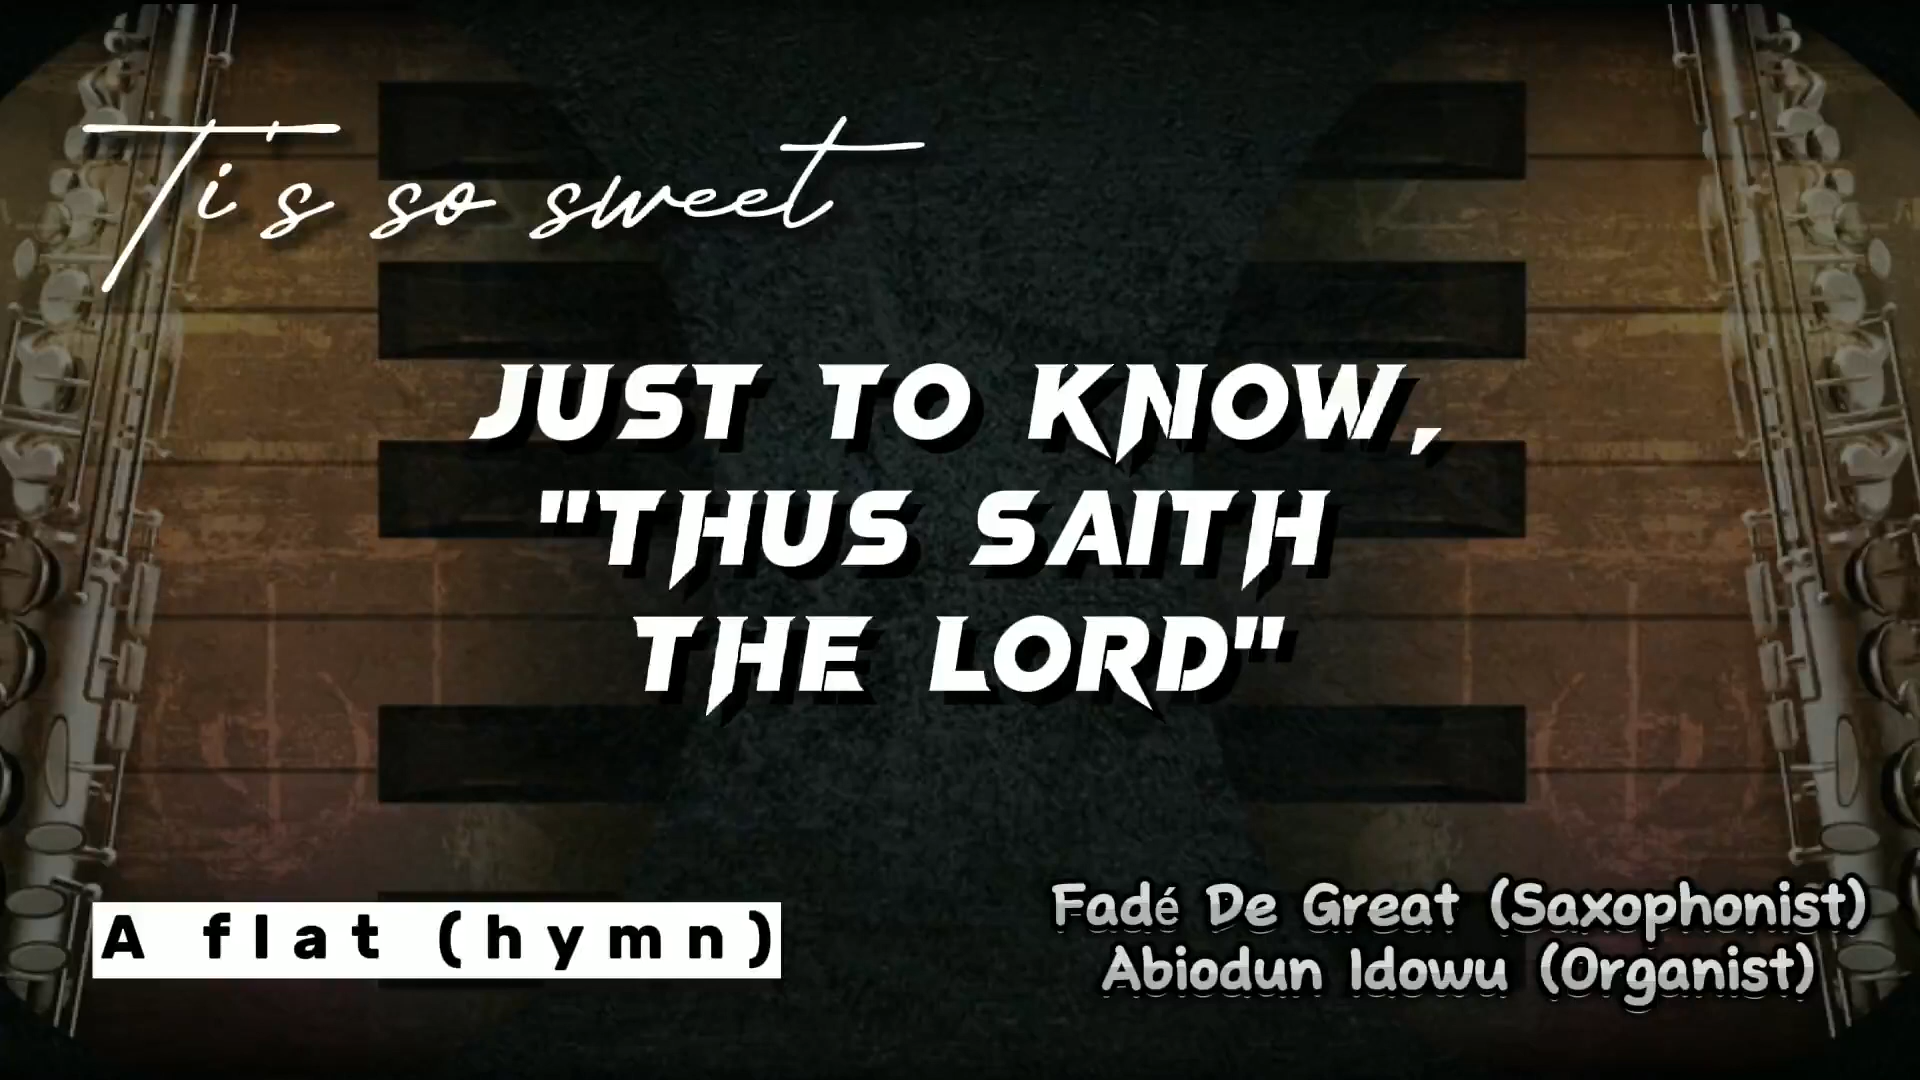 Ti's so sweet
JUST TO KNOW,
"THUS SAITH
THE LORD"
A flat (hymn)
Fadé De Great (Saxophonist)
Abiodun Idowu (Organist)